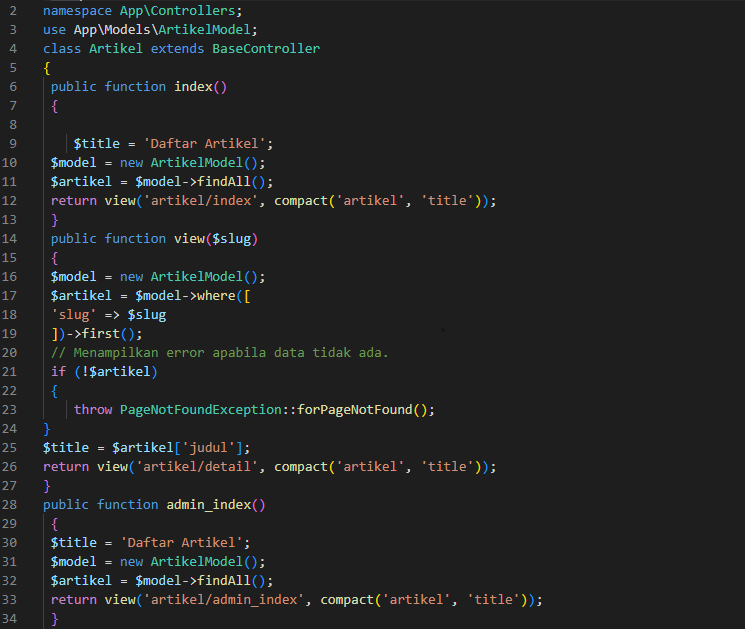 2 namespace App\Controllers;
3 use App\Models\ArtikelModel;
4 class Artikel extends BaseController
5 {
6 public function index()
7 {
8
9 $title = 'Daftar Artikel';
10 $model = new ArtikelModel();
11 $artikel = $model->findAll();
12 return view('artikel/index', compact('artikel', 'title'));
13 }
14 public function view($slug)
15 {
16 $model = new ArtikelModel();
17 $artikel = $model->where([
18 'slug' => $slug
19 ])->first();
20 // Menampilkan error apabila data tidak ada.
21 if (!$artikel)
22 {
23 throw PageNotFoundException::forPageNotFound();
24 }
25 $title = $artikel['judul'];
26 return view('artikel/detail', compact('artikel', 'title'));
27 }
28 public function admin_index()
29 {
30 $title = 'Daftar Artikel';
31 $model = new ArtikelModel();
32 $artikel = $model->findAll();
33 return view('artikel/admin_index', compact('artikel', 'title'));
34 }